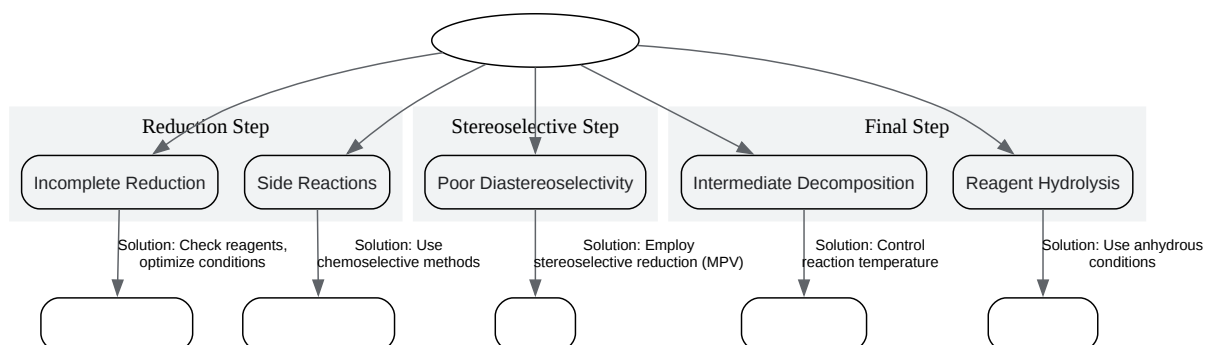 Reduction Step
Stereoselective Step
Final Step
Incomplete Reduction
Side Reactions
Poor Diastereoselectivity
Intermediate Decomposition
Reagent Hydrolysis
Solution: Check reagents,
optimize conditions
Solution: Use
chemoselective methods
Solution: Employ
stereoselective reduction (MPV)
Solution: Control
reaction temperature
Solution: Use anhydrous
conditions